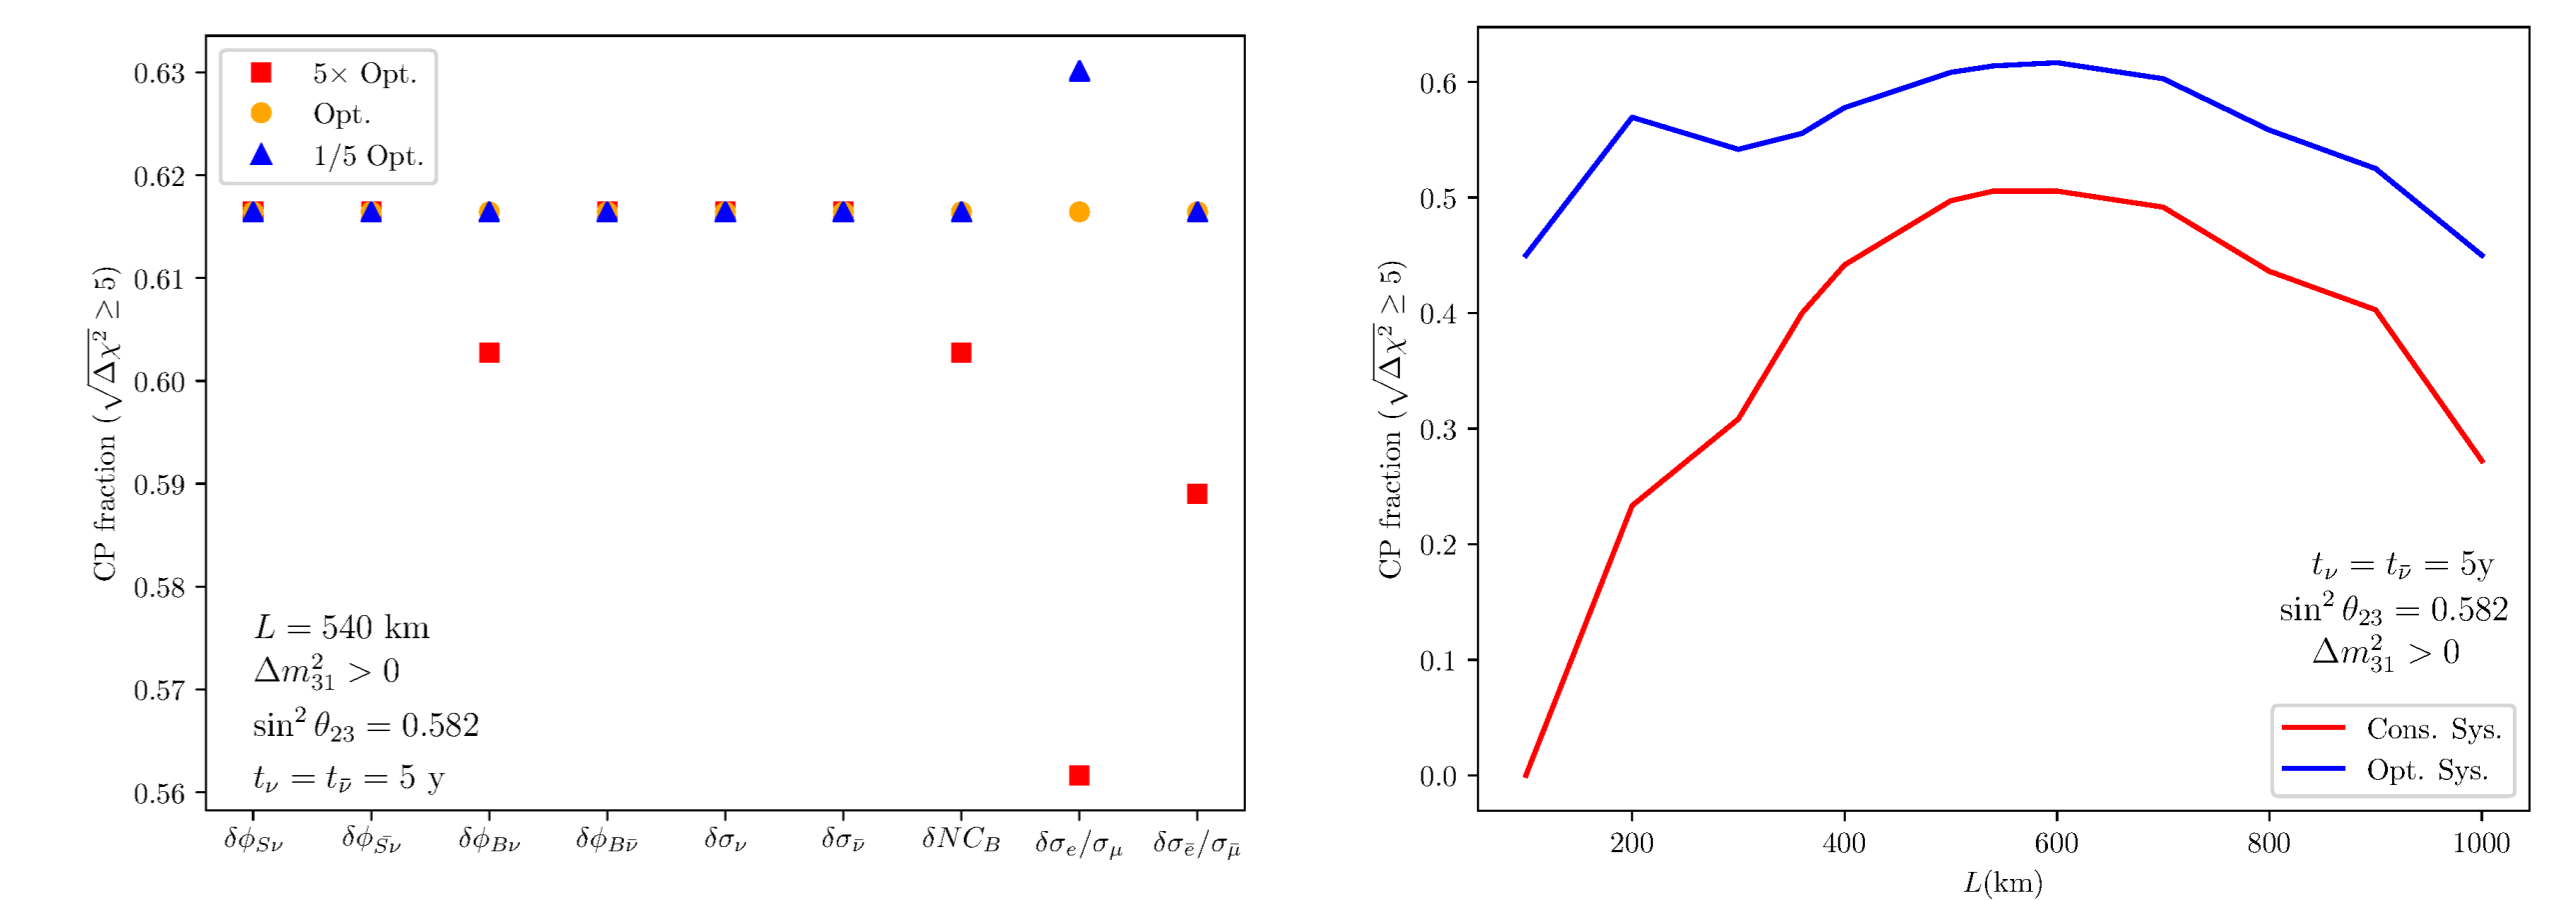 0.63
0.62
0.61
0.60
0.59
0.58
0.57
0.56
CP fraction (√Δχ² ≥ 5)
5× Opt.
Opt.
1/5 Opt.
L = 540 km
Δm²₃₁ > 0
sin² θ₂₃ = 0.582
t_ν = t_ν̄ = 5 y
δϕ_Sν δϕ_Sν̄ δϕ_Bν δϕ_Bν̄ δσ_ν δσ_ν̄ δNC_B δσ_e/σ_μ δσ_ē/σ_μ̄
0.6
0.5
0.4
0.3
0.2
0.1
0.0
CP fraction (√Δχ² ≥ 5)
t_ν = t_ν̄ = 5y
sin² θ₂₃ = 0.582
Δm²₃₁ > 0
Cons. Sys.
Opt. Sys.
200 400 600 800 1000
L(km)